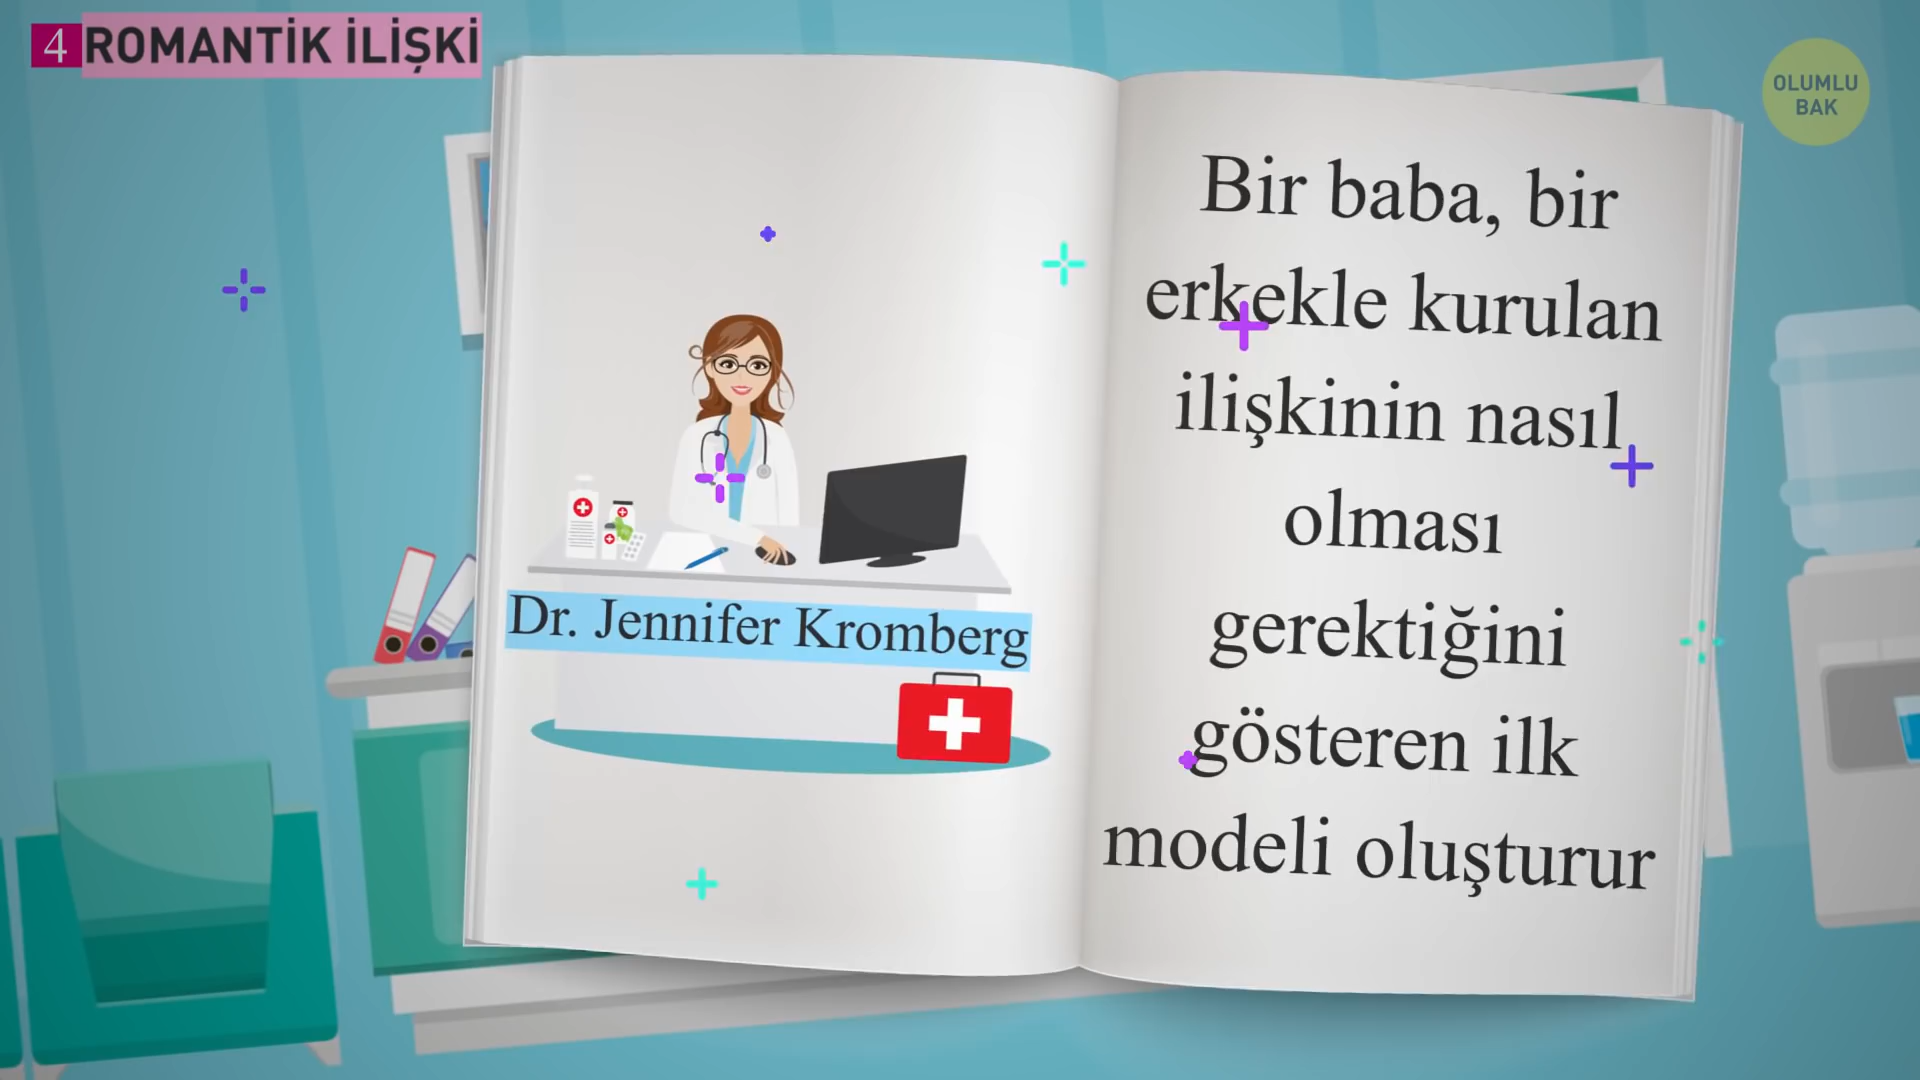 4 ROMANTİK İLİŞKİ
OLUMLU
BAK
Dr. Jennifer Kromberg
Bir baba, bir
erkekle kurulan
ilişkinin nasıl
olması
gerektiğini
gösteren ilk
modeli oluşturur